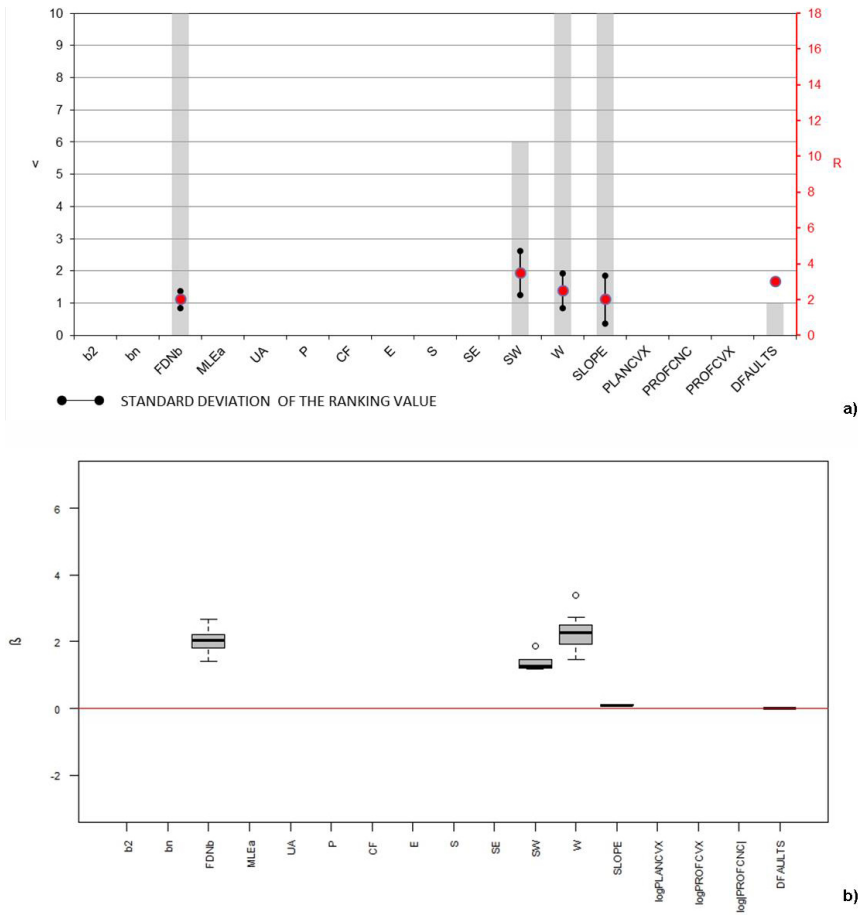 10 18
9 16
8 14
7 12
6 10
v R
5 8
4 6
3
2 4
1 2
0 0
b2 bn FDNb MLEa UA P CF E S SE SW W SLOPE PLANCVX PROFCNC PROFCVX DFAULTS
STANDARD DEVIATION OF THE RANKING VALUE
a)
6
4
ß
2
0
-2
b2 bn FDNb MLEa UA P CF E S SE SW W SLOPE logPLANCVX logPROFCVX log|PROFCNC| DFAULTS
b)